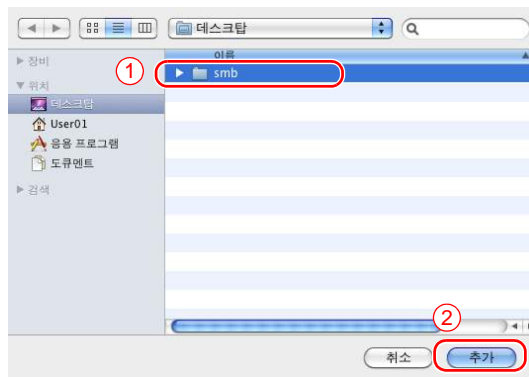 데스크탑
이름
장비
① smb
위치
데스크탑
User01
응용 프로그램
도큐멘트
검색
②
취소 추가